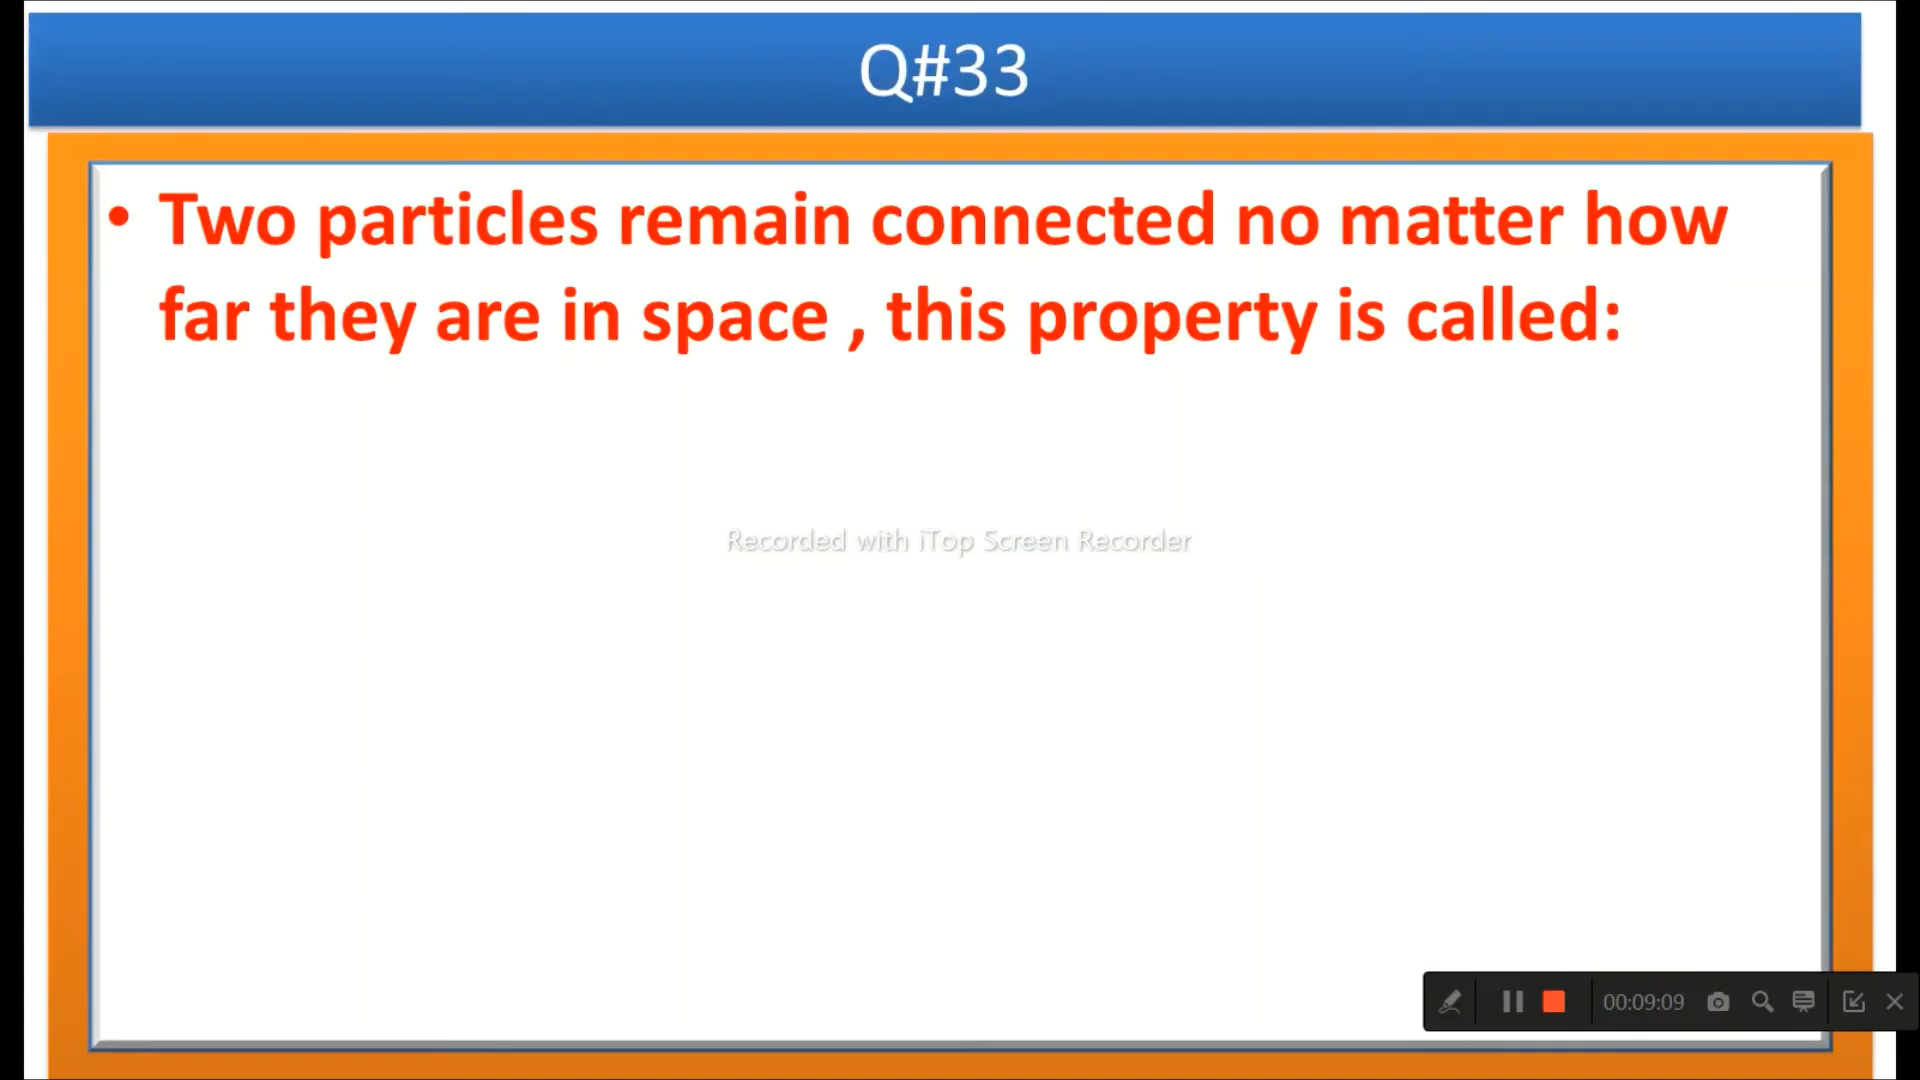 Q#33
• Two particles remain connected no matter how
far they are in space , this property is called:
Recorded with iTop Screen Recorder
00:09:09